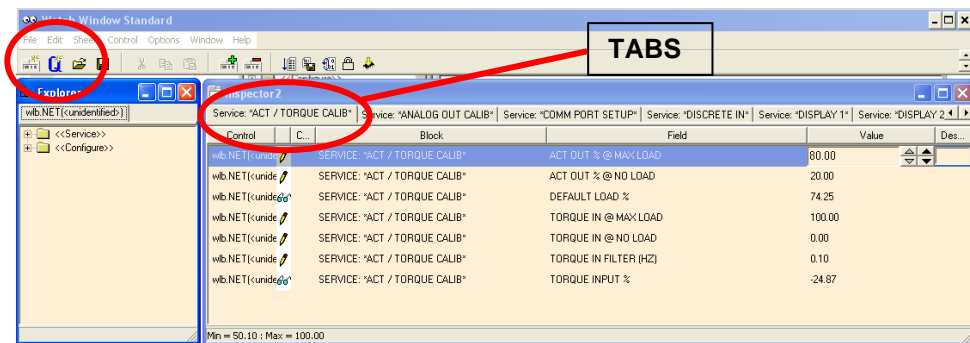 Watch Window Standard
File Edit Sheet Control Options Window Help
TABS
Explorer
Inspector2
wlb.NET[(<unidentified>)]
Service: *ACT / TORQUE CALIB* Service: *ANALOG OUT CALIB* Service: *COMM PORT SETUP* Service: *DISCRETE IN* Service: *DISPLAY 1* Service: *DISPLAY 2
<<Service>>
<<Configure>>
Control C... Block Field Value Des...
wlb.NET[(<unide SERVICE: *ACT / TORQUE CALIB* ACT OUT % @ MAX LOAD 80.00
wlb.NET[(<unide SERVICE: *ACT / TORQUE CALIB* ACT OUT % @ NO LOAD 20.00
wlb.NET[(<unide SERVICE: *ACT / TORQUE CALIB* DEFAULT LOAD % 74.25
wlb.NET[(<unide SERVICE: *ACT / TORQUE CALIB* TORQUE IN @ MAX LOAD 100.00
wlb.NET[(<unide SERVICE: *ACT / TORQUE CALIB* TORQUE IN @ NO LOAD 0.00
wlb.NET[(<unide SERVICE: *ACT / TORQUE CALIB* TORQUE IN FILTER (HZ) 0.10
wlb.NET[(<unide SERVICE: *ACT / TORQUE CALIB* TORQUE INPUT % -24.87
Min = 50.10 : Max = 100.00